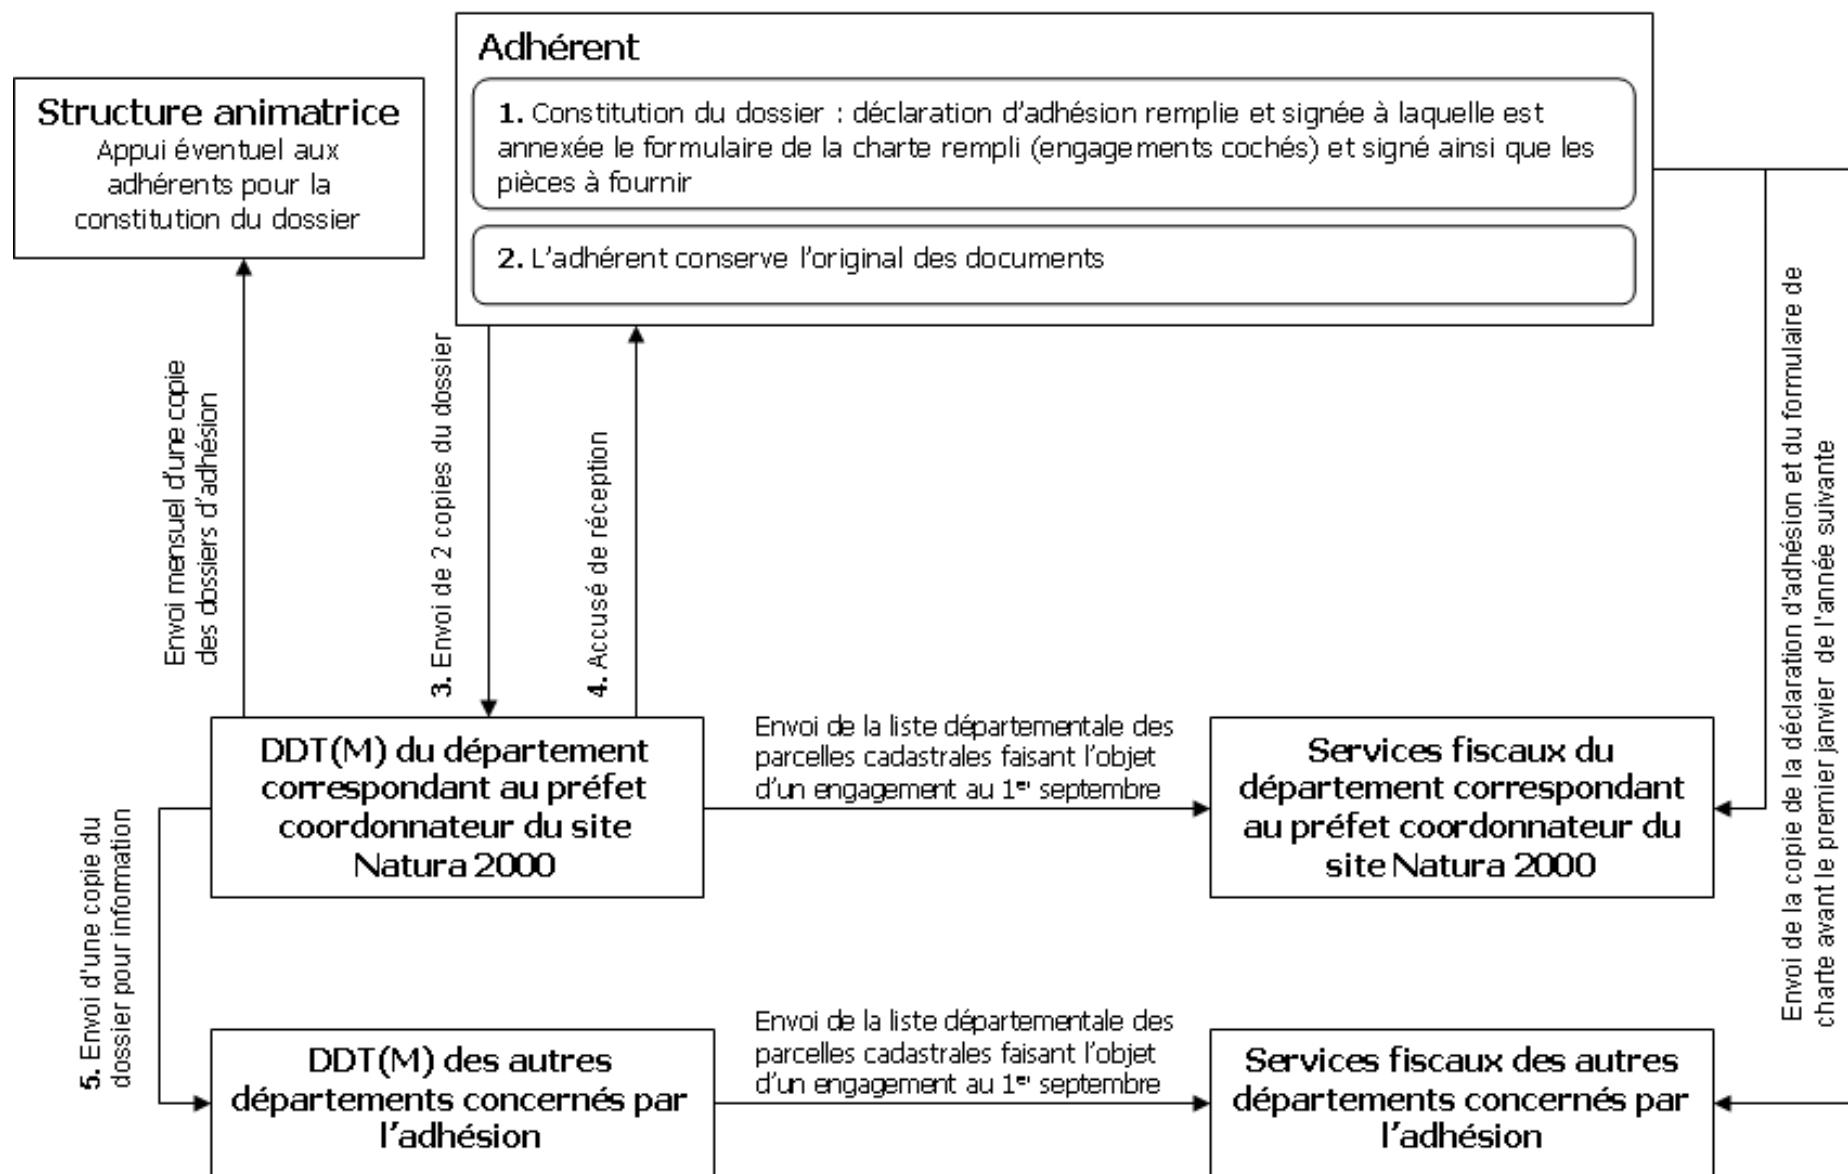 Adhérent
1. Constitution du dossier : déclaration d'adhésion remplie et signée à laquelle est
annexée le formulaire de la charte rempli (engagements cochés) et signé ainsi que les
pièces à fournir
2. L'adhérent conserve l'original des documents
Structure animatrice
Appui éventuel aux
adhérents pour la
constitution du dossier
Envoi mensuel d'une copie
des dossiers d'adhésion
3. Envoi de 2 copies du dossier
4. Accusé de réception
Envoi de la copie de la déclaration d'adhésion et du formulaire de
charte avant le premier janvier de l'année suivante
DDT(M) du département
correspondant au préfet
coordonnateur du site
Natura 2000
Envoi de la liste départementale des
parcelles cadastrales faisant l'objet
d'un engagement au 1er septembre
Services fiscaux du
département correspondant
au préfet coordonnateur du
site Natura 2000
5. Envoi d'une copie du
dossier pour information
DDT(M) des autres
départements concernés par
l'adhésion
Envoi de la liste départementale des
parcelles cadastrales faisant l'objet
d'un engagement au 1er septembre
Services fiscaux des autres
départements concernés par
l'adhésion